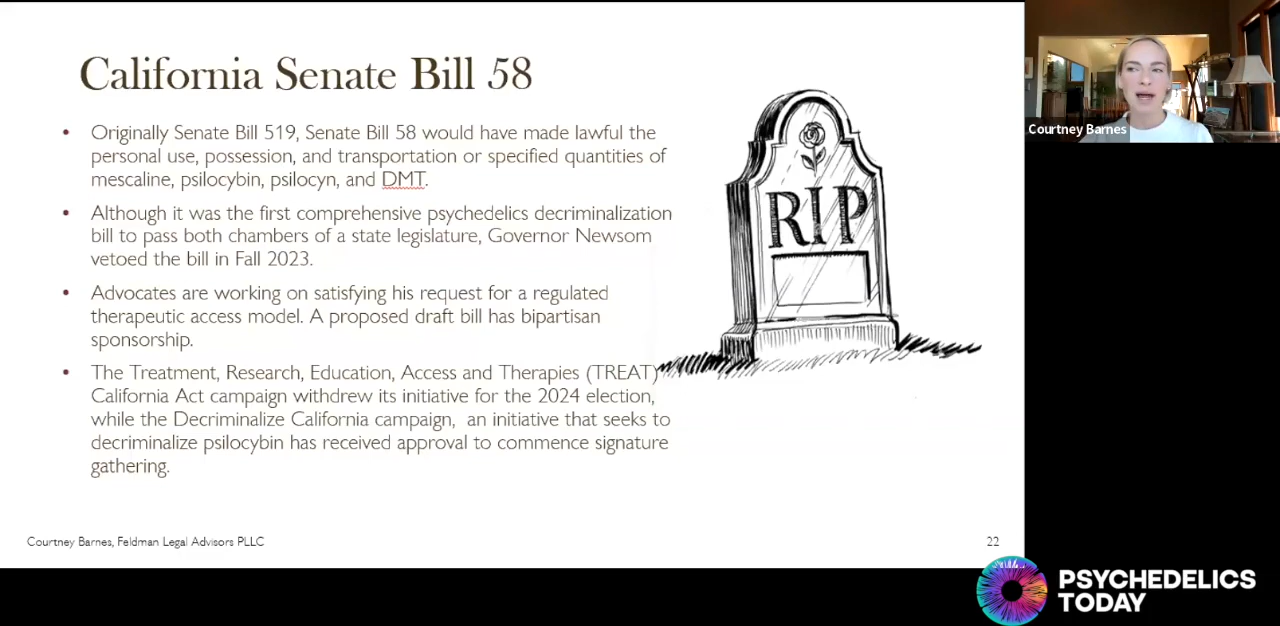 California Senate Bill 58
• Originally Senate Bill 519, Senate Bill 58 would have made lawful the
personal use, possession, and transportation or specified quantities of
mescaline, psilocybin, psilocyn, and DMT.
• Although it was the first comprehensive psychedelics decriminalization
bill to pass both chambers of a state legislature, Governor Newsom
vetoed the bill in Fall 2023.
• Advocates are working on satisfying his request for a regulated
therapeutic access model. A proposed draft bill has bipartisan
sponsorship.
• The Treatment, Research, Education, Access and Therapies (TREAT)
California Act campaign withdrew its initiative for the 2024 election,
while the Decriminalize California campaign, an initiative that seeks to
decriminalize psilocybin has received approval to commence signature
gathering.
RIP
Courtney Barnes
Courtney Barnes, Feldman Legal Advisors PLLC
22
PSYCHEDELICS
TODAY